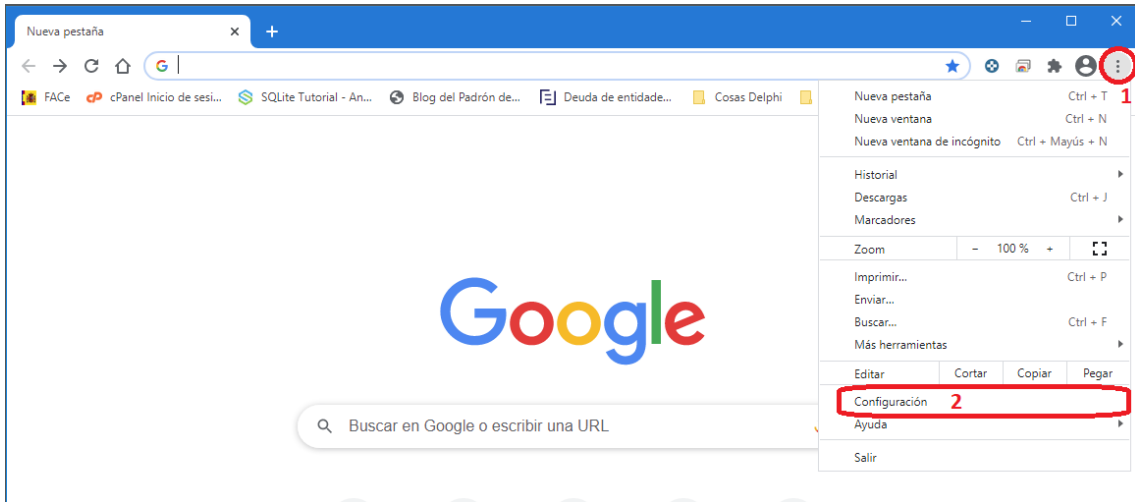 Nueva pestaña
G
FACe cPanel Inicio de sesi... SQLite Tutorial - An... Blog del Padrón de... Deuda de entidade... Cosas Delphi
1
Nueva pestaña Ctrl + T
Nueva ventana Ctrl + N
Nueva ventana de incógnito Ctrl + Mayús + N
Historial
Descargas Ctrl + J
Marcadores
Zoom - 100 % +
Imprimir... Ctrl + P
Enviar...
Buscar... Ctrl + F
Más herramientas
Editar Cortar Copiar Pegar
Configuración 2
Ayuda
Salir
Google
Buscar en Google o escribir una URL